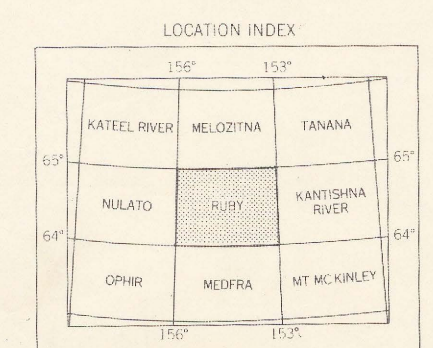 LOCATION INDEX
156° 153°
KATEEL RIVER MELOZITNA TANANA
65° 65°
NULATO RUBY KANTISHNA
RIVER
64° 64°
OPHIR MEDFRA MT MCKINLEY
156° 153°